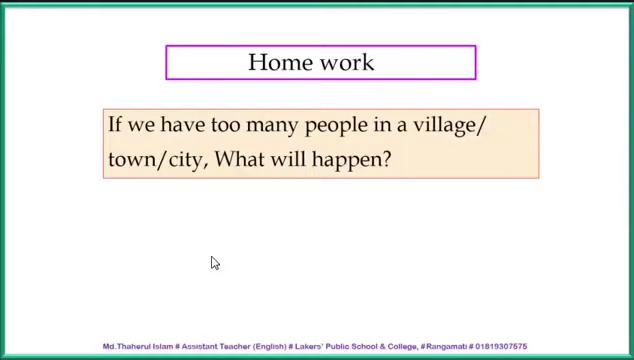 Home work
If we have too many people in a village/
town/city, What will happen?
Md.Thaherul Islam # Assistant Teacher (English) # Lakers' Public School & College, #Rangamati # 01819307575